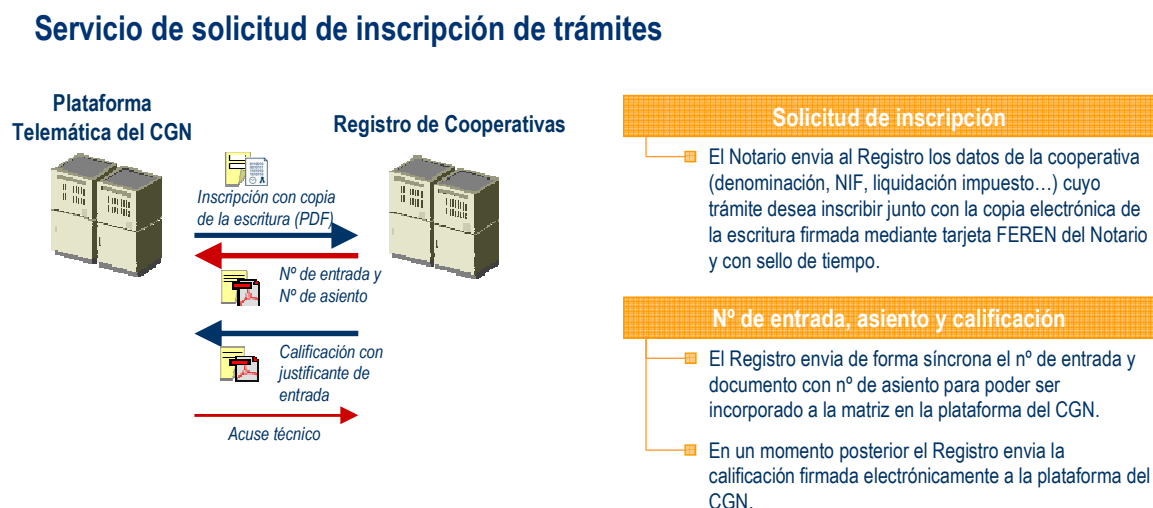 Servicio de solicitud de inscripción de trámites
Plataforma
Telemática del CGN
Registro de Cooperativas
Inscripción con copia
de la escritura (PDF)
Nº de entrada y
Nº de asiento
Calificación con
justificante de
entrada
Acuse técnico
Solicitud de inscripción
El Notario envia al Registro los datos de la cooperativa
(denominación, NIF, liquidación impuesto…) cuyo
trámite desea inscribir junto con la copia electrónica de
la escritura firmada mediante tarjeta FEREN del Notario
y con sello de tiempo.
Nº de entrada, asiento y calificación
El Registro envia de forma síncrona el nº de entrada y
documento con nº de asiento para poder ser
incorporado a la matriz en la plataforma del CGN.
En un momento posterior el Registro envia la
calificación firmada electrónicamente a la plataforma del
CGN.